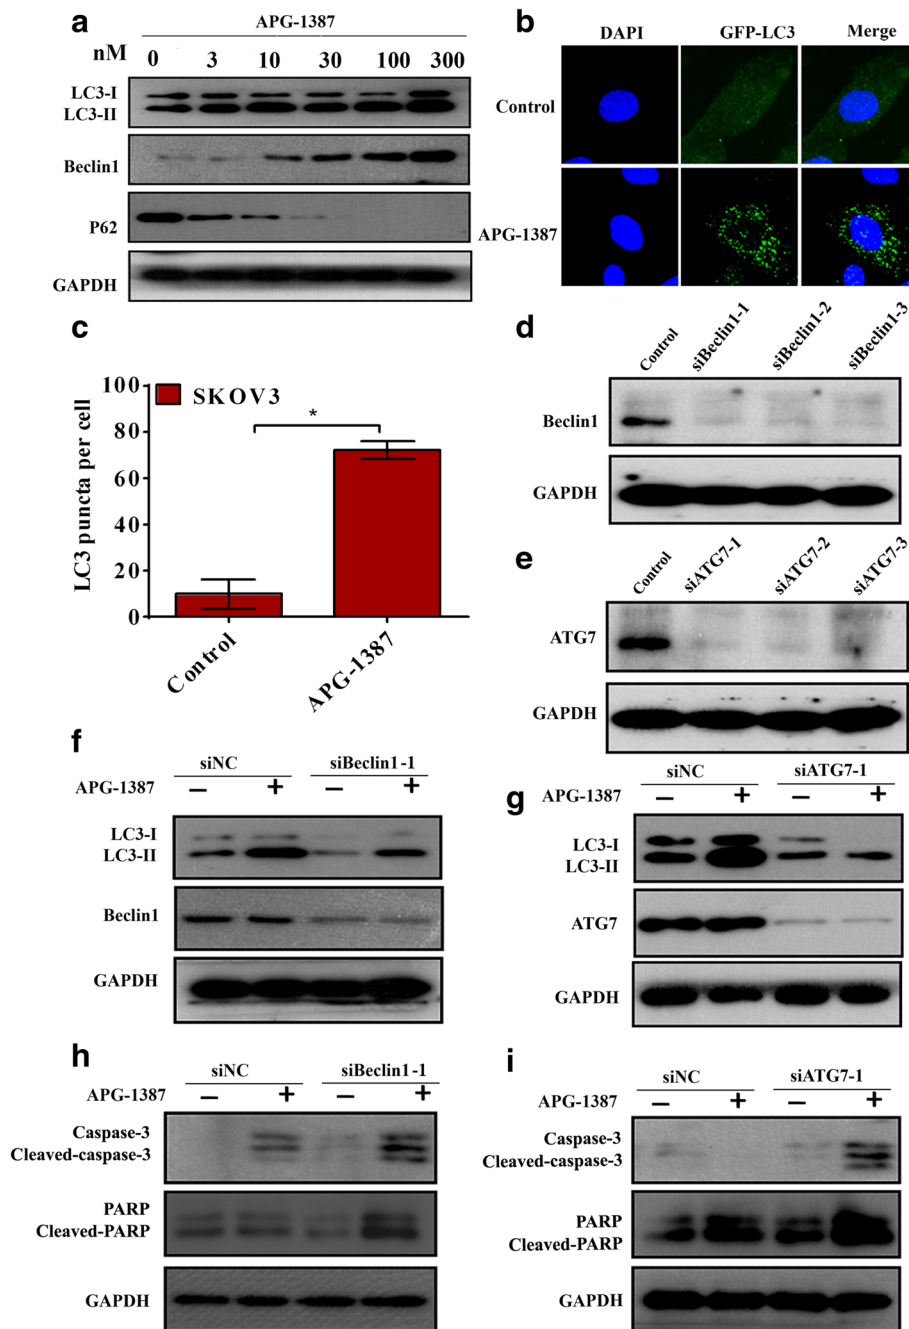 a
APG-1387
nM 0 3 10 30 100 300
LC3-I
LC3-II
Beclin1
P62
GAPDH
b
DAPI GFP-LC3 Merge
Control
APG-1387
c
SKOV3
*
LC3 puncta per cell
100
80
60
40
20
0
Control
APG-1387
d
Control siBeclin1-1 siBeclin1-2 siBeclin1-3
Beclin1
GAPDH
e
Control siATG7-1 siATG7-2 siATG7-3
ATG7
GAPDH
f
siNC siBeclin1-1
APG-1387 − + − +
LC3-I
LC3-II
Beclin1
GAPDH
g
siNC siATG7-1
APG-1387 − + − +
LC3-I
LC3-II
ATG7
GAPDH
h
siNC siBeclin1-1
APG-1387 − + − +
Caspase-3
Cleaved-caspase-3
PARP
Cleaved-PARP
GAPDH
i
siNC siATG7-1
APG-1387 − + − +
Caspase-3
Cleaved-caspase-3
PARP
Cleaved-PARP
GAPDH